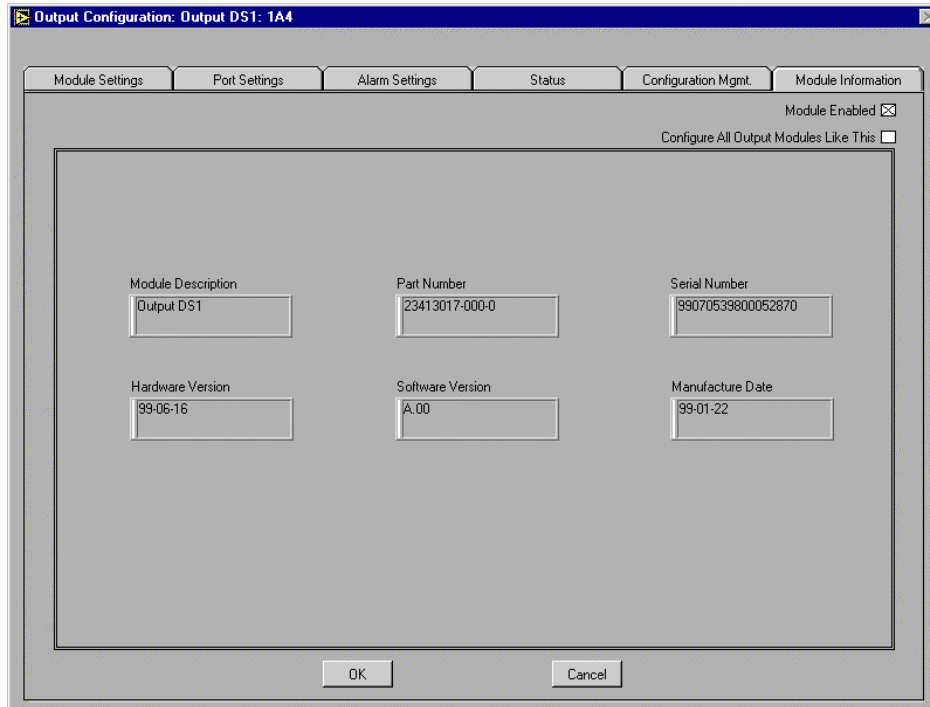 Output Configuration: Output DS1: 1A4
Module Settings Port Settings Alarm Settings Status Configuration Mgmt. Module Information
Module Enabled
Configure All Output Modules Like This
Module Description Part Number Serial Number
Output DS1 23413017-000-0 99070539800052870
Hardware Version Software Version Manufacture Date
99-06-16 A.00 99-01-22
OK Cancel